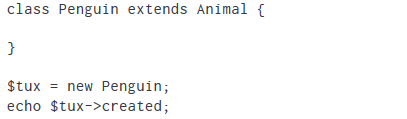 class Penguin extends Animal {
}
$tux = new Penguin;
echo $tux->created;